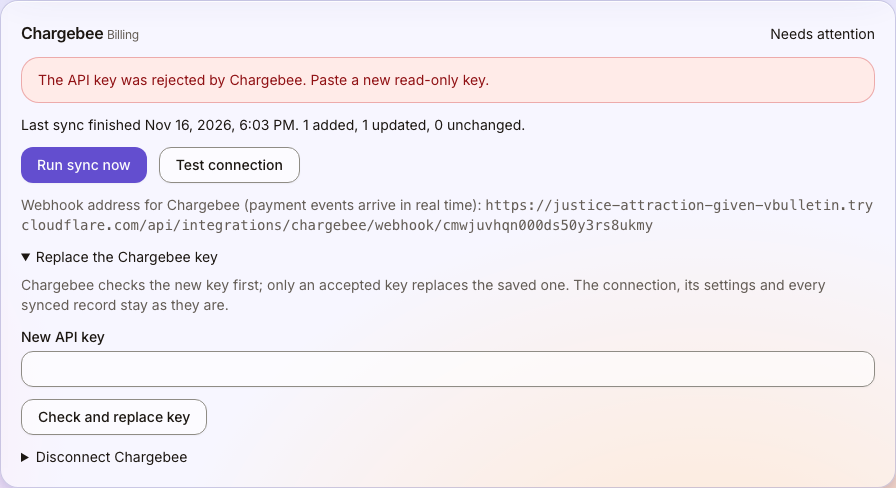 Chargebee Billing
Needs attention
The API key was rejected by Chargebee. Paste a new read-only key.
Last sync finished Nov 16, 2026, 6:03 PM. 1 added, 1 updated, 0 unchanged.
Run sync now
Test connection
Webhook address for Chargebee (payment events arrive in real time): https://justice-attraction-given-vbulletin.try
cloudflare.com/api/integrations/chargebee/webhook/cmwjuvhqn000ds50y3rs8ukmy
Replace the Chargebee key
Chargebee checks the new key first; only an accepted key replaces the saved one. The connection, its settings and every
synced record stay as they are.
New API key
Check and replace key
Disconnect Chargebee